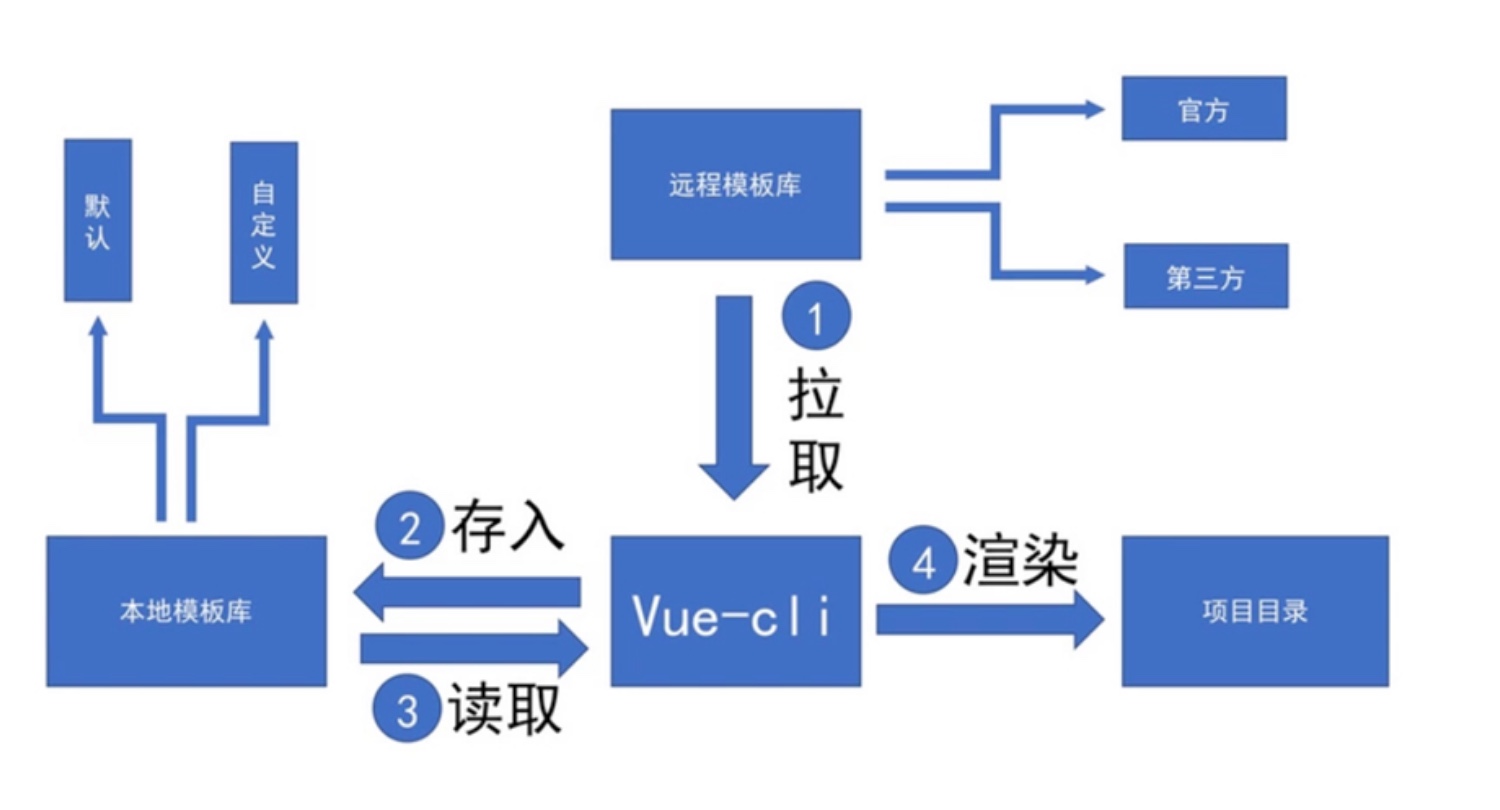 官方
远程模板库
默
认
自
定
义
第三方
1
拉
取
2 存入
4 渲染
本地模板库
Vue-cli
项目目录
3 读取